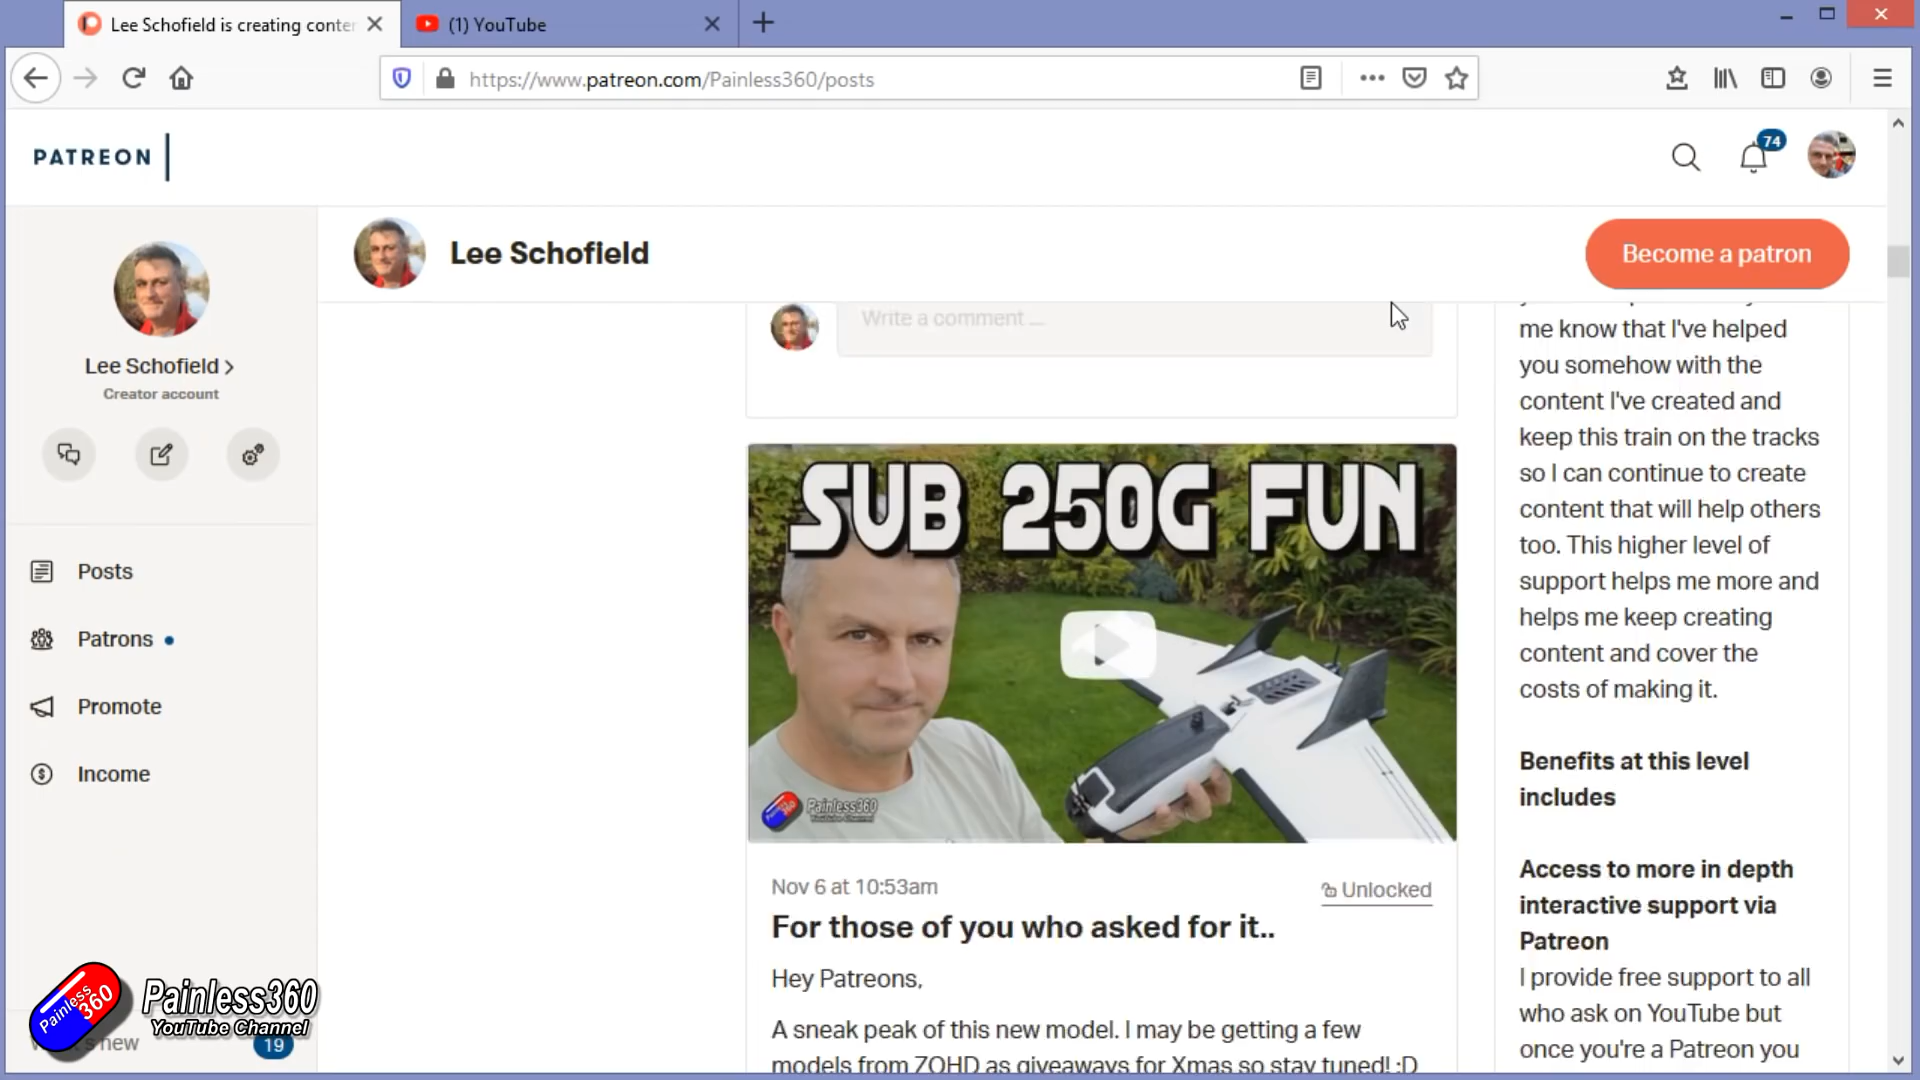 Lee Schofield is creating conter
(1) YouTube
https://www.patreon.com/Painless360/posts
PATREON
74
Lee Schofield
Become a patron
Lee Schofield
Creator account
Posts
Patrons
Promote
Income
What's new
19
Painless 360
Painless360
YouTube Channel
Write a comment ...
SUB 250G FUN
Painless360
YouTube Channel
Nov 6 at 10:53am
Unlocked
For those of you who asked for it..
Hey Patreons,
A sneak peak of this new model. I may be getting a few
models from ZOHD as giveaways for Xmas so stay tuned! :D
me know that I've helped
you somehow with the
content I've created and
keep this train on the tracks
so I can continue to create
content that will help others
too. This higher level of
support helps me more and
helps me keep creating
content and cover the
costs of making it.
Benefits at this level
includes
Access to more in depth
interactive support via
Patreon
I provide free support to all
who ask on YouTube but
once you're a Patreon you